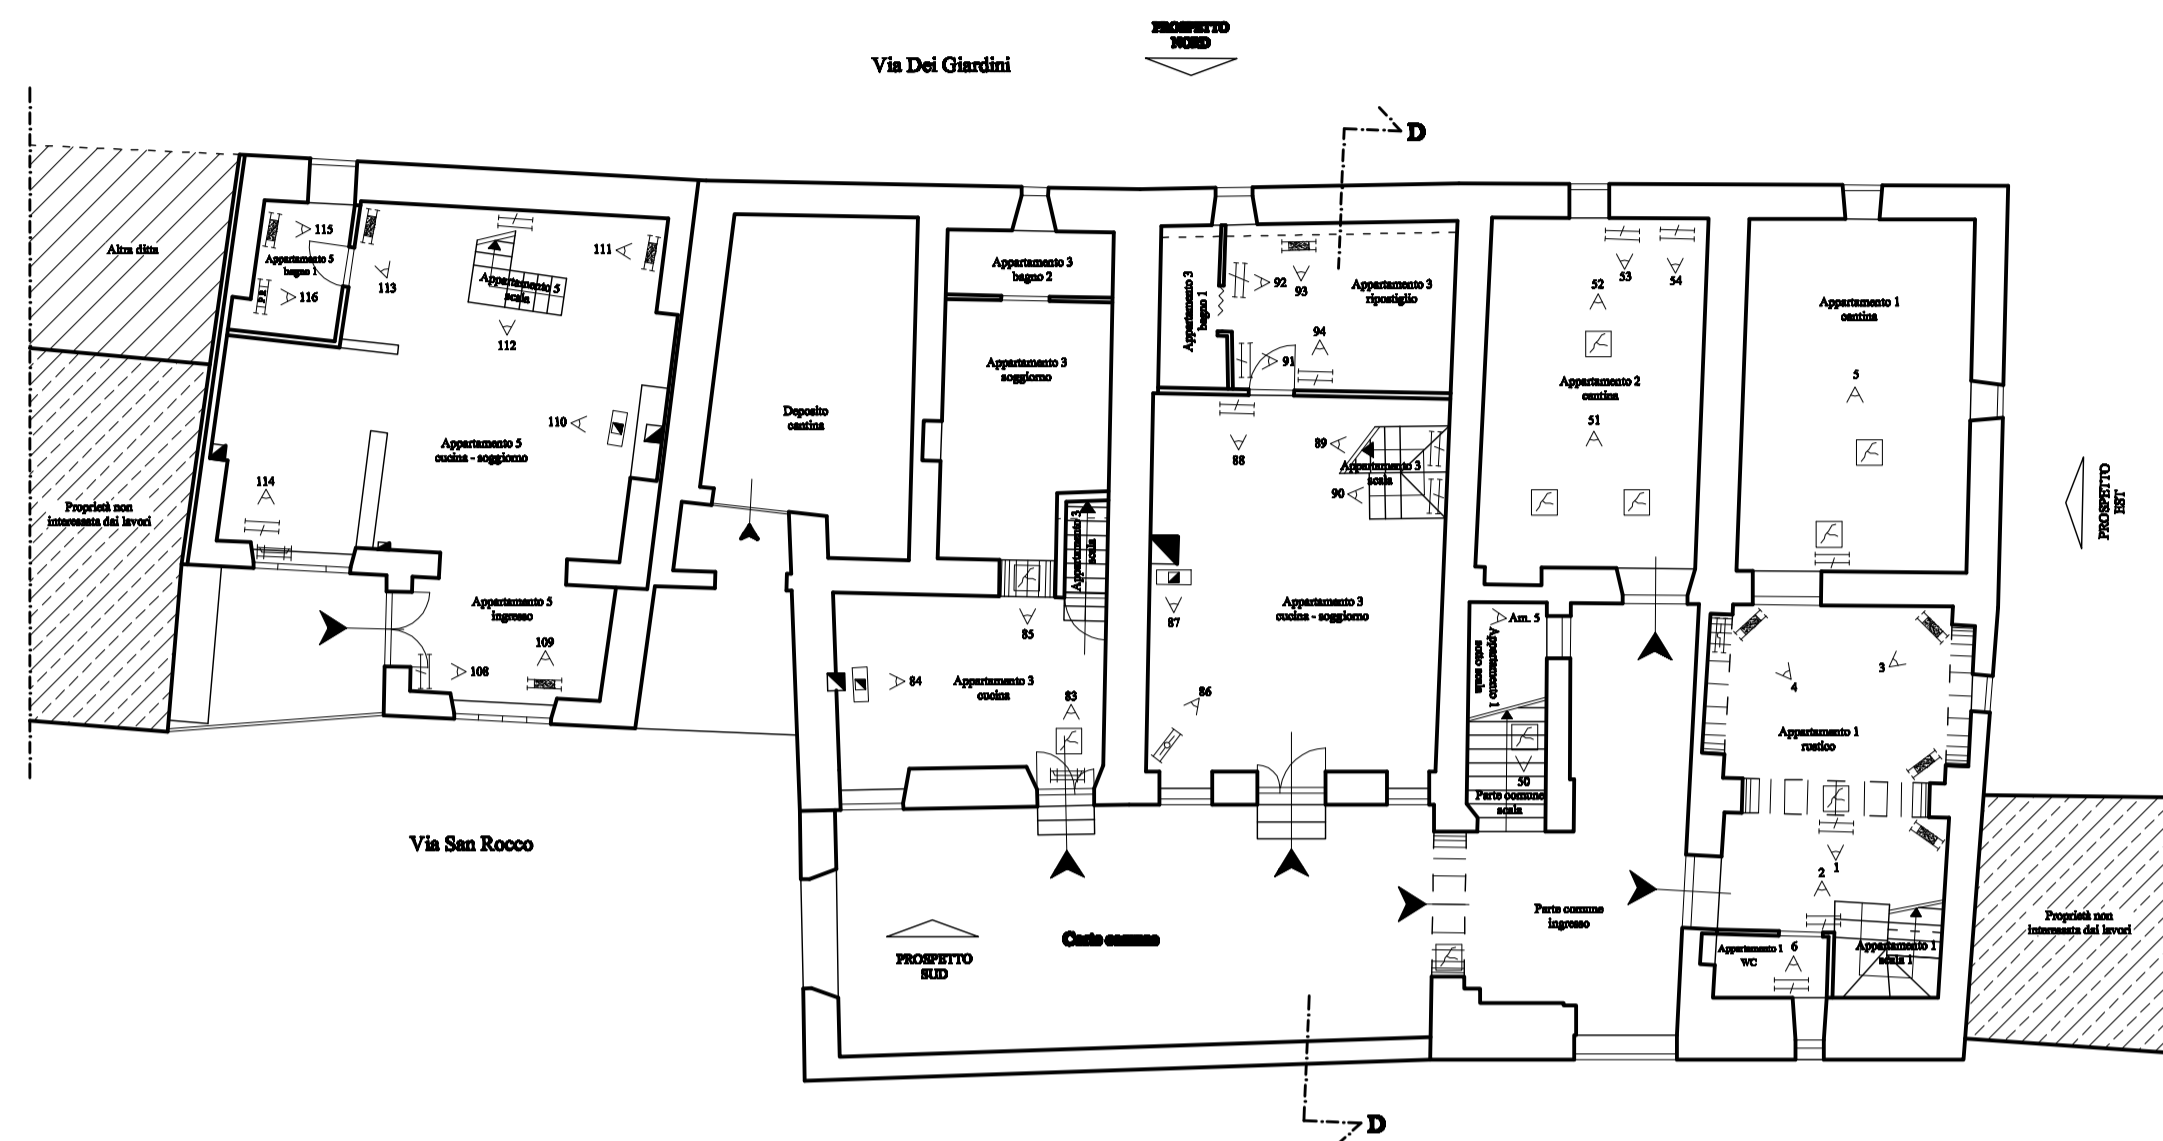 PROSPETTO
NORD
Via Dei Giardini
D
Altra ditta
115
Appartamento 5
bagno 1
116
P.E.
113
111
Appartamento 5
scala
112
110
Appartamento 5
cucina - soggiorno
114
Proprietà non
interessata dai lavori
Appartamento 5
ingresso
109
108
Deposito
cantina
Appartamento 3
bagno 2
Appartamento 3
soggiorno
Appartamento 3
scala
85
84
Appartamento 3
cucina
83
Appartamento 3
bagno 1
92
93
Appartamento 3
ripostiglio
94
91
88
89
Appartamento 3
scala
90
87
Appartamento 3
cucina - soggiorno
86
52
53
54
Appartamento 2
cantina
51
Appartamento 1
cantina
5
PROSPETTO
EST
Am. 5
Appartamento 1
sotto scala
50
Parte comune
scala
3
4
Appartamento 1
rustico
1
2
Via San Rocco
PROSPETTO
SUD
Corte comune
Parte comune
ingresso
Appartamento 1
WC
6
Appartamento 1
scala 1
Proprietà non
interessata dai lavori
D